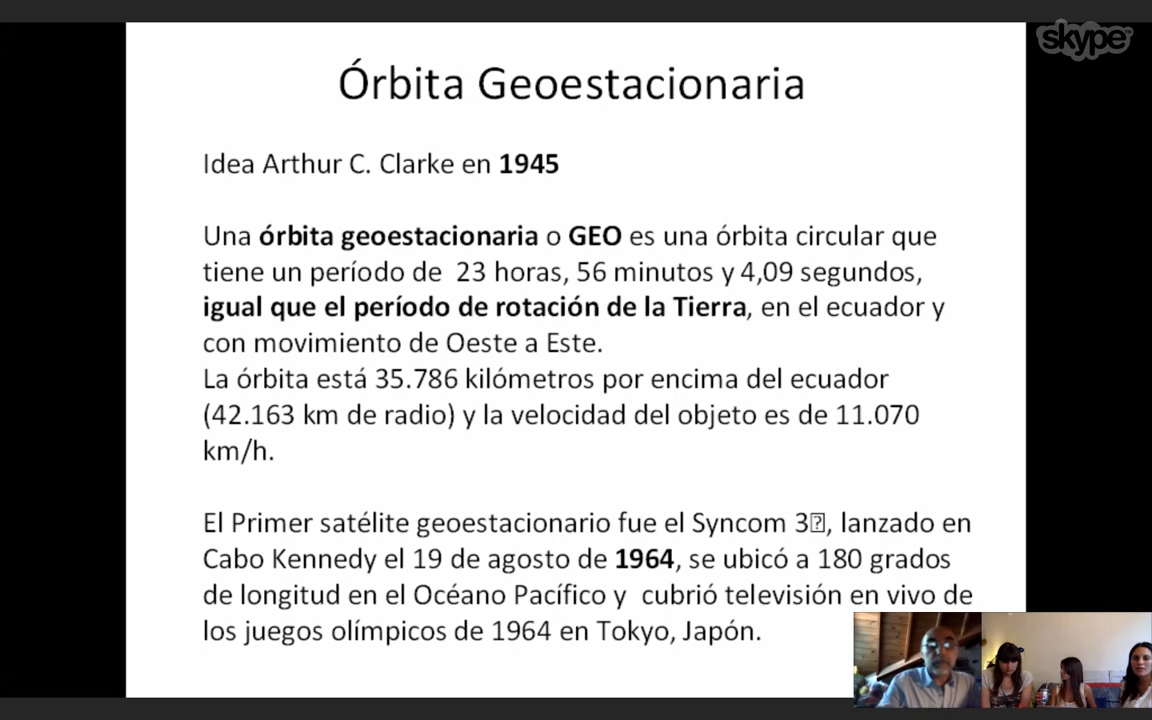 skype
Órbita Geoestacionaria
Idea Arthur C. Clarke en 1945
Una órbita geoestacionaria o GEO es una órbita circular que
tiene un período de  23 horas, 56 minutos y 4,09 segundos,
igual que el período de rotación de la Tierra, en el ecuador y
con movimiento de Oeste a Este.
La órbita está 35.786 kilómetros por encima del ecuador
(42.163 km de radio) y la velocidad del objeto es de 11.070
km/h.
El Primer satélite geoestacionario fue el Syncom 3⍰, lanzado en
Cabo Kennedy el 19 de agosto de 1964, se ubicó a 180 grados
de longitud en el Océano Pacífico y  cubrió televisión en vivo de
los juegos olímpicos de 1964 en Tokyo, Japón.